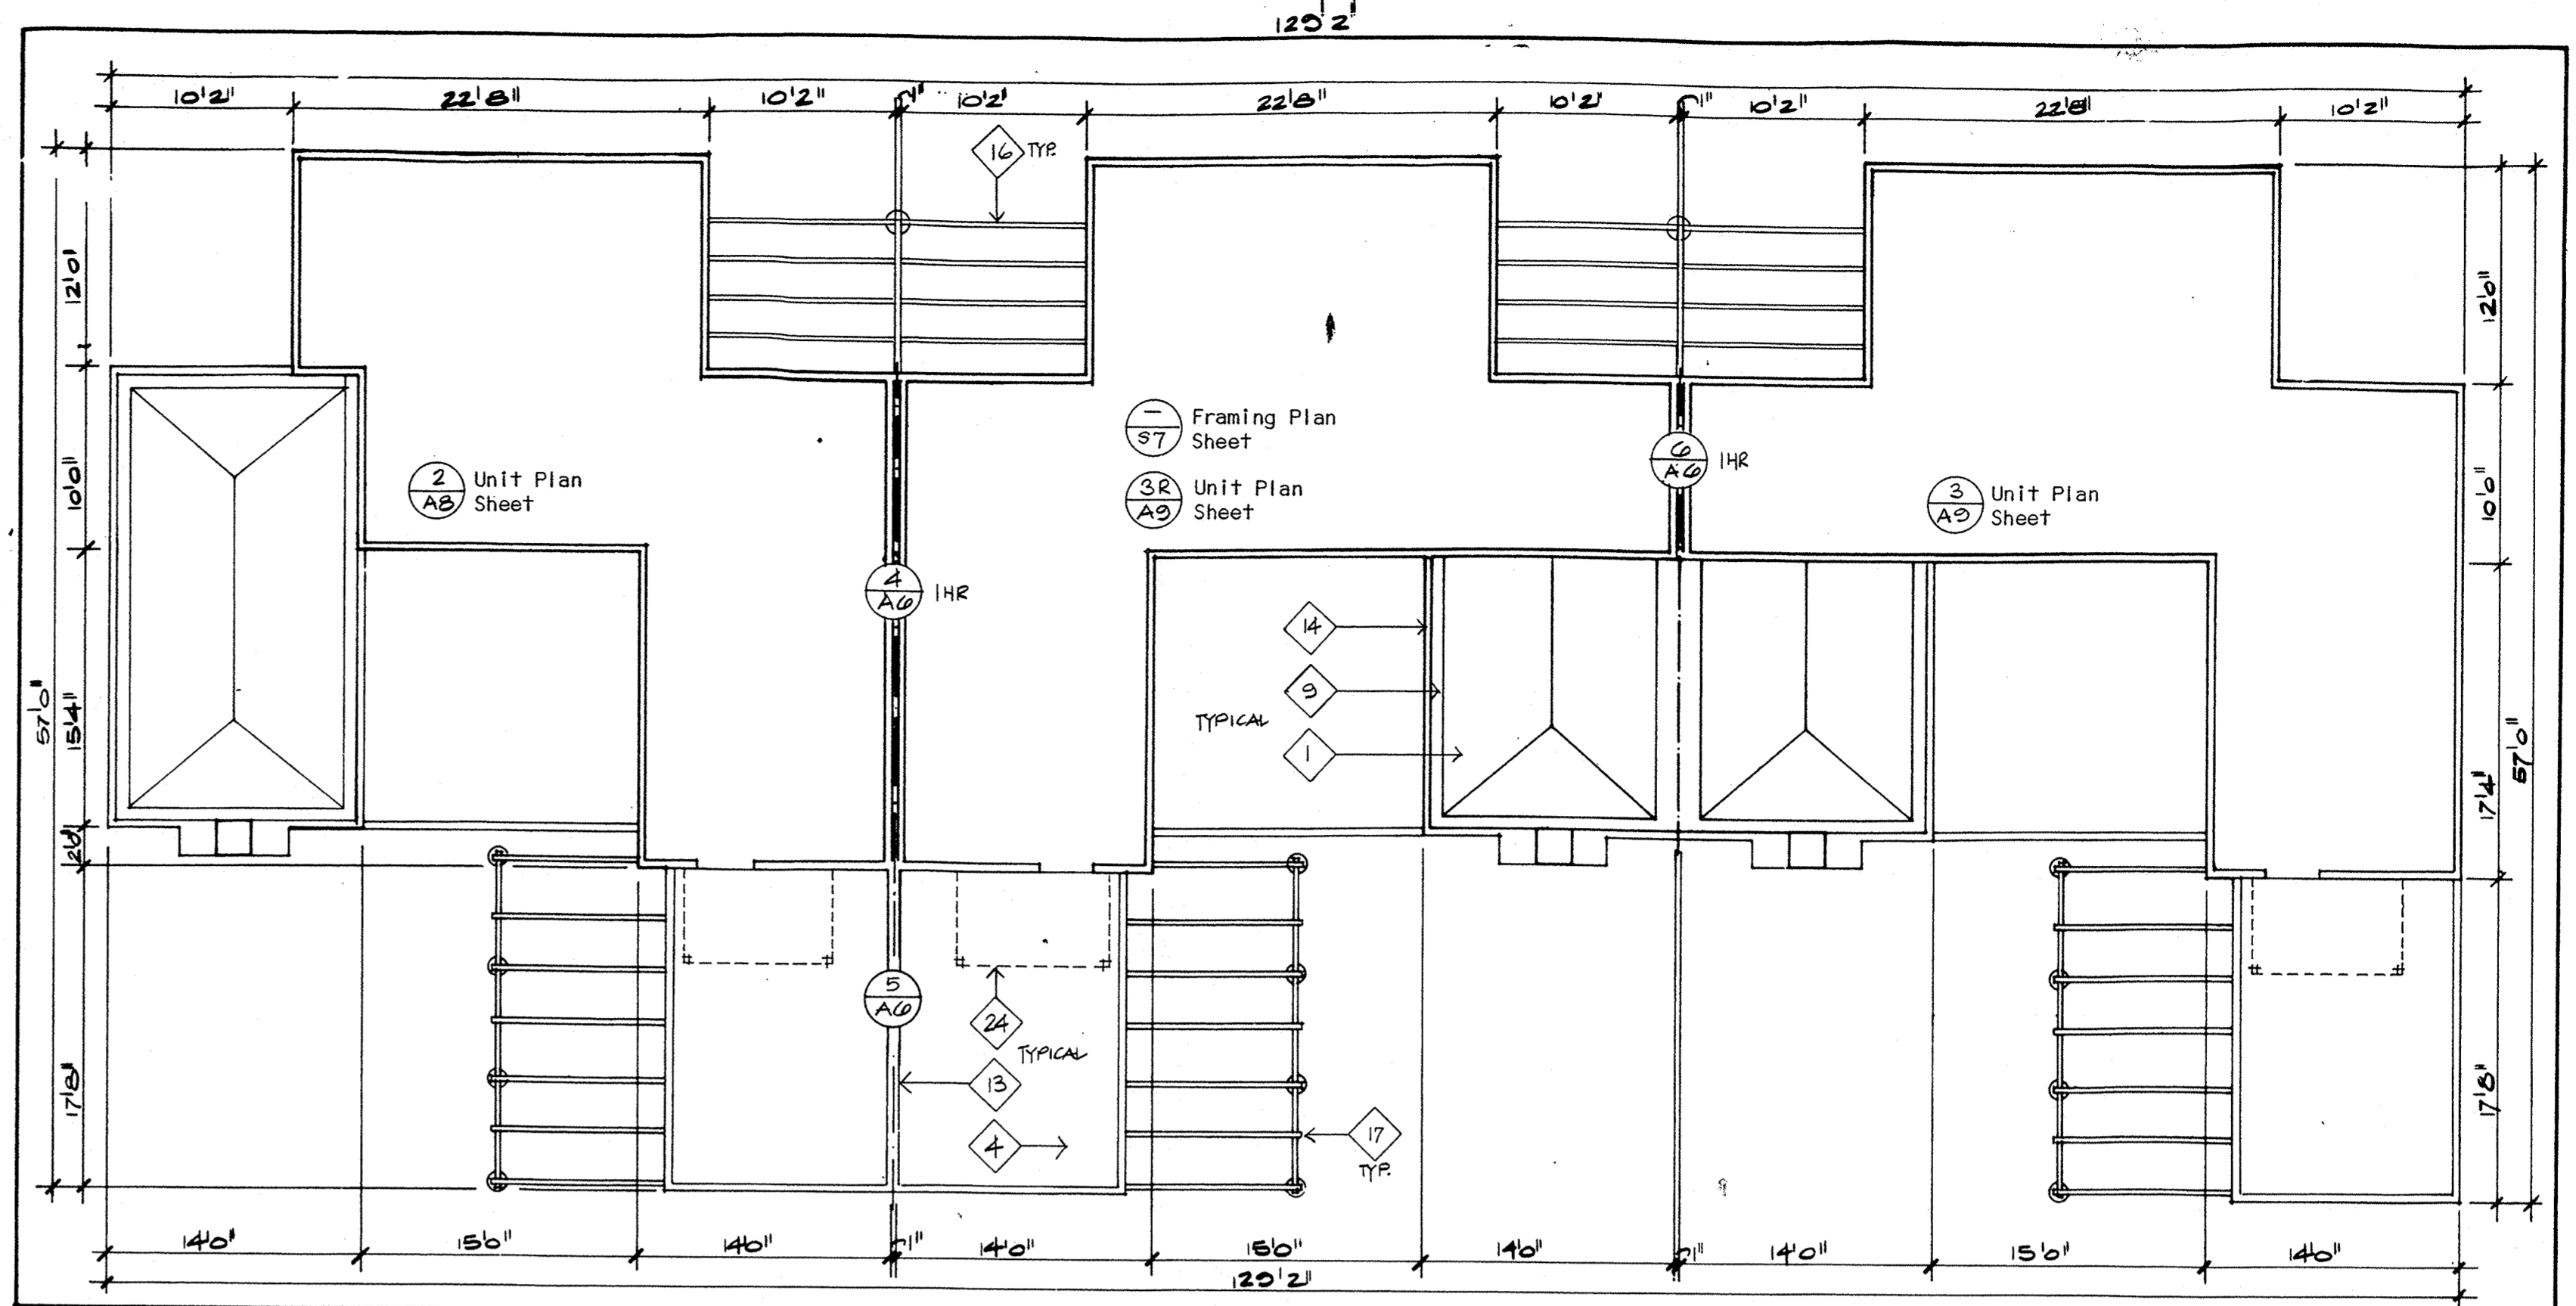 129'2"
10'2" 22'8" 10'2" 1" 10'2' 22'8" 10'2' 1" 10'2" 22'8" 10'2"
16 TYP.
12'0"
12'0"
— S7 Framing Plan Sheet
2 A8 Unit Plan Sheet
3R A9 Unit Plan Sheet
6 A6 1HR
3 A9 Unit Plan Sheet
10'0"
10'0"
4 A6 1HR
14
9
TYPICAL
1
57'0"
15'4"
17'4"
57'0"
2'0"
5 A6
24
TYPICAL
13
4
17
TYP.
17'8"
17'8"
14'0" 15'0" 14'0" 1" 14'0" 15'0" 14'0" 1" 14'0" 15'0" 14'0"
129'2"